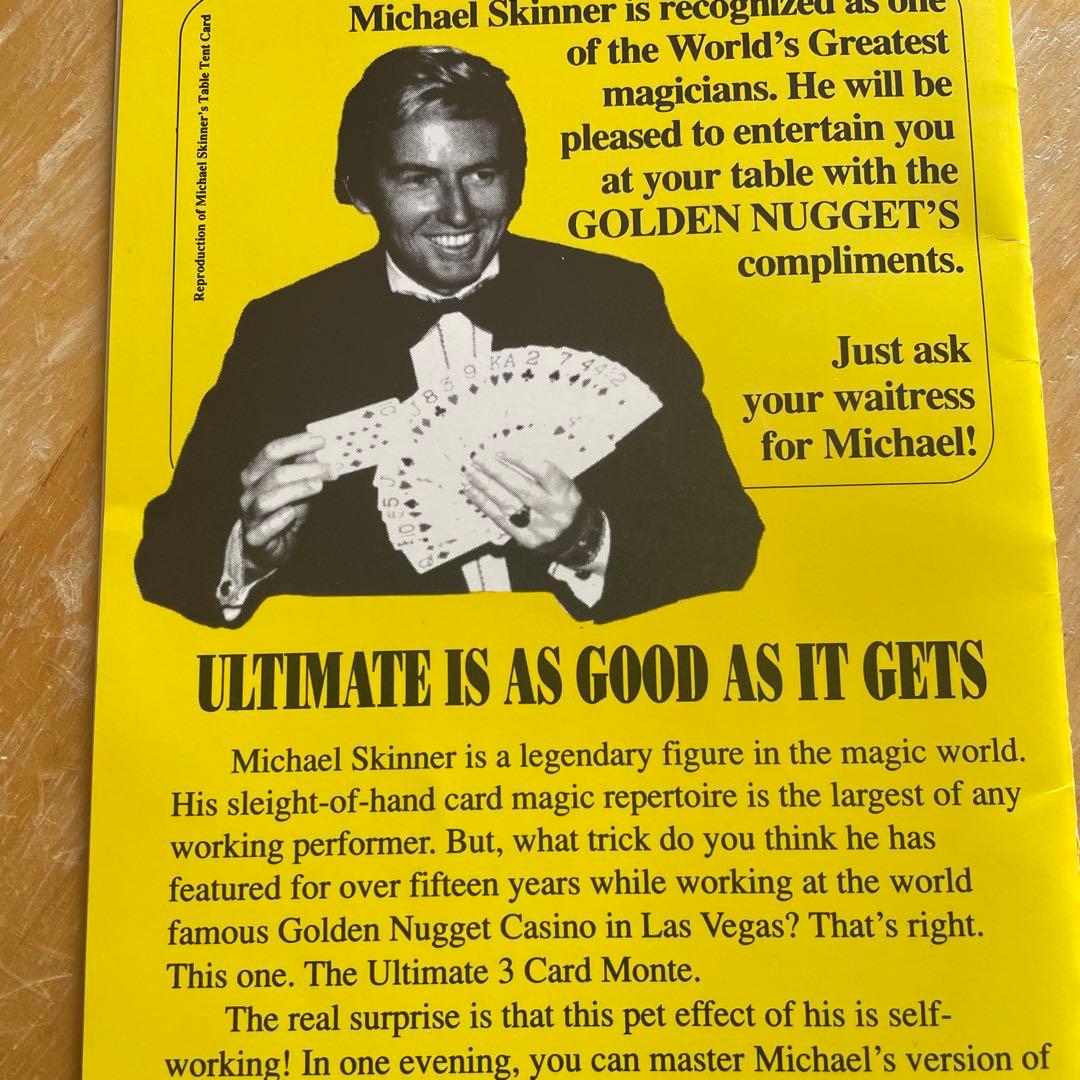 Michael Skinner is recognized as one
of the World's Greatest
magicians. He will be
pleased to entertain you
at your table with the
GOLDEN NUGGET'S
compliments.
Just ask
your waitress
for Michael!
Reproduction of Michael Skinner's Table Tent Card
ULTIMATE IS AS GOOD AS IT GETS
Michael Skinner is a legendary figure in the magic world.
His sleight-of-hand card magic repertoire is the largest of any
working performer. But, what trick do you think he has
featured for over fifteen years while working at the world
famous Golden Nugget Casino in Las Vegas? That's right.
This one. The Ultimate 3 Card Monte.
The real surprise is that this pet effect of his is self-
working! In one evening, you can master Michael's version of